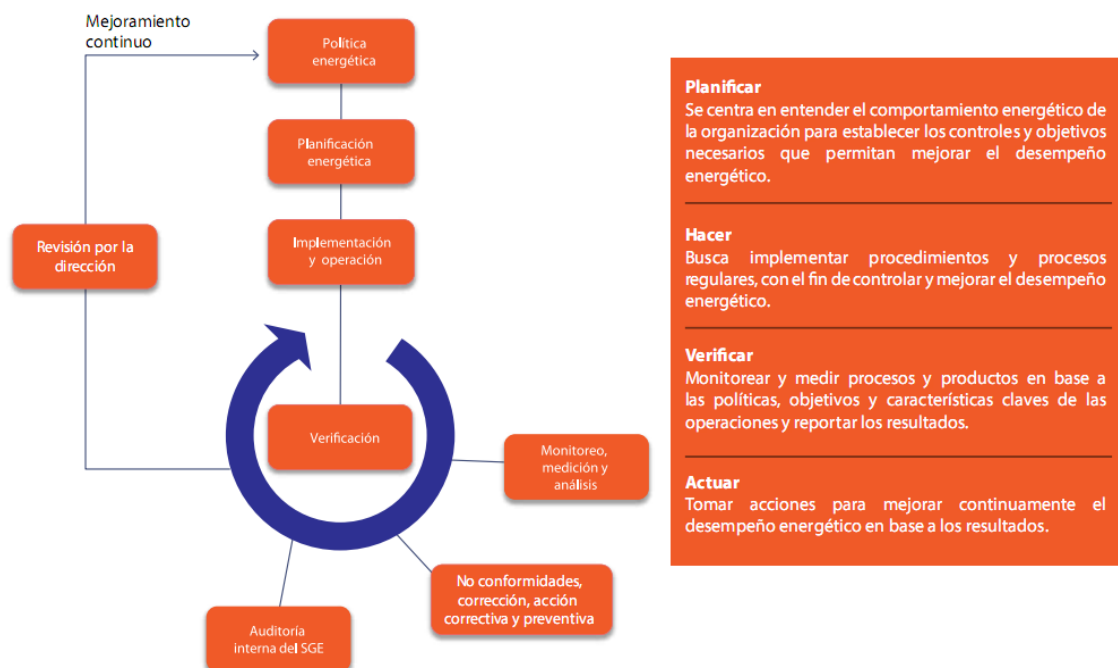 Mejoramiento
continuo
Política
energética
Planificación
energética
Implementación
y operación
Revisión por la
dirección
Verificación
Monitoreo,
medición y
análisis
No conformidades,
corrección, acción
correctiva y preventiva
Auditoría
interna del SGE
Planificar
Se centra en entender el comportamiento energético de
la organización para establecer los controles y objetivos
necesarios que permitan mejorar el desempeño
energético.
Hacer
Busca implementar procedimientos y procesos
regulares, con el fin de controlar y mejorar el desempeño
energético.
Verificar
Monitorear y medir procesos y productos en base a
las políticas, objetivos y características claves de las
operaciones y reportar los resultados.
Actuar
Tomar acciones para mejorar continuamente el
desempeño energético en base a los resultados.